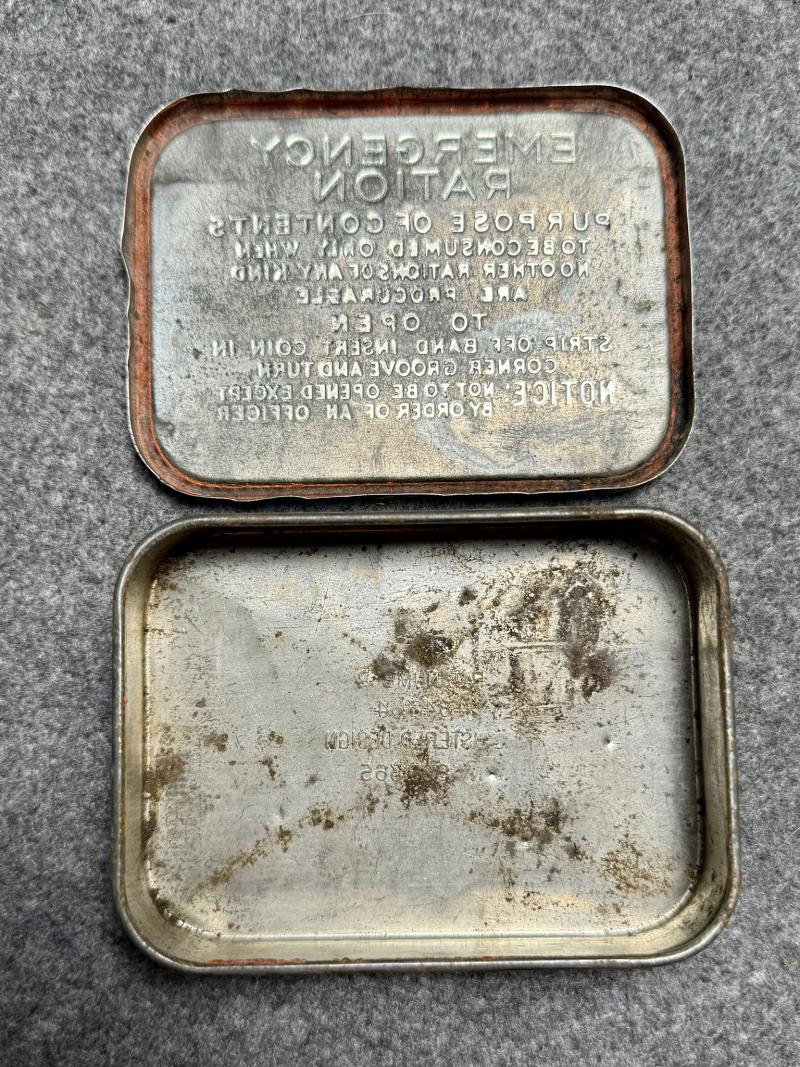 EMERGENCY
RATION
PURPOSE OF CONTENTS
TO BE CONSUMED ONLY WHEN
NO OTHER RATIONS OF ANY KIND
ARE PROCURABLE
TO OPEN
STRIP OFF BAND INSERT COIN IN
CORNER GROOVE AND TURN
NOTICE: NOT TO BE OPENED EXCEPT
BY ORDER OF AN OFFICER
DESIGN